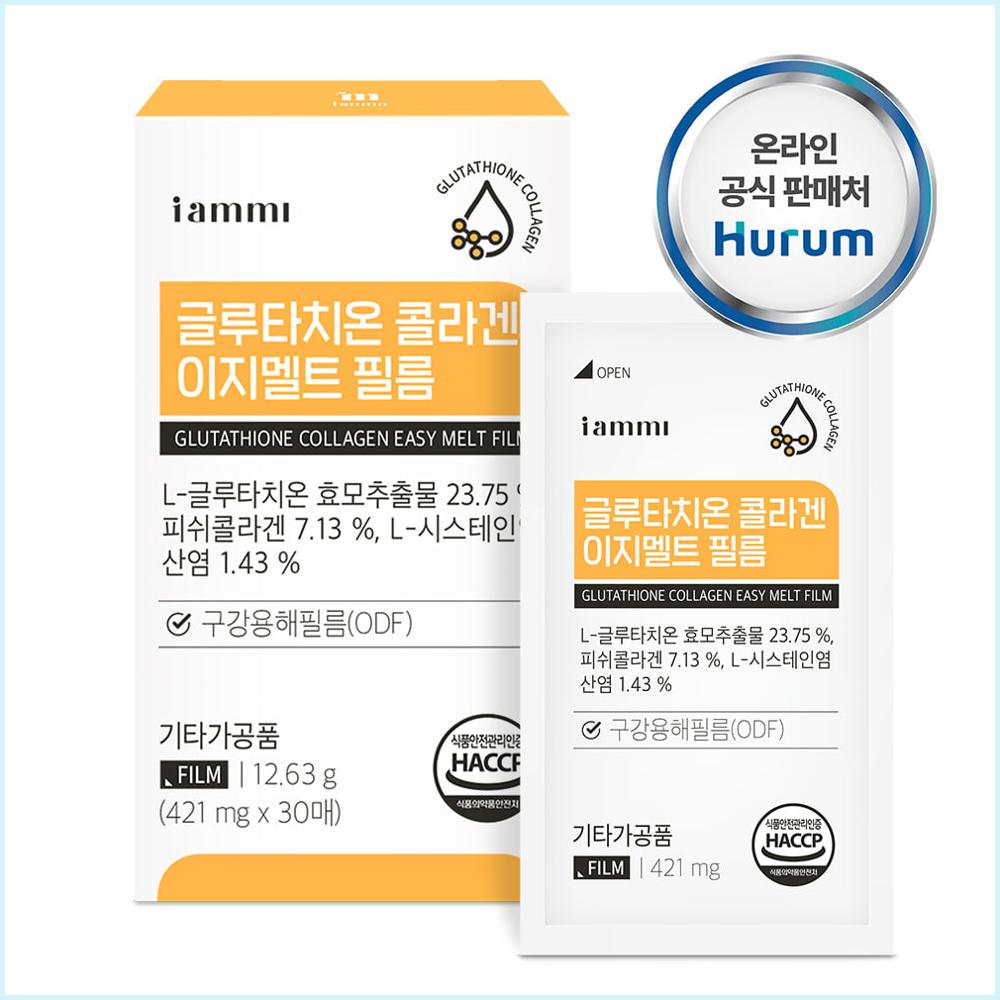 iammi
GLUTATHIONE COLLAGEN
iammi
글루타치온 콜라겐
이지멜트 필름
GLUTATHIONE COLLAGEN EASY MELT FILM
L-글루타치온 효모추출물 23.75 %
피쉬콜라겐 7.13 %, L-시스테인
산염 1.43 %
구강용해필름(ODF)
기타가공품
FILM | 12.63 g
(421 mg x 30매)
식품안전관리인증
HACCP
식품의약품안전처
온라인
공식 판매처
Hurum
OPEN
iammi
GLUTATHIONE COLLAGEN
글루타치온 콜라겐
이지멜트 필름
GLUTATHIONE COLLAGEN EASY MELT FILM
L-글루타치온 효모추출물 23.75 %,
피쉬콜라겐 7.13 %, L-시스테인염
산염 1.43 %
구강용해필름(ODF)
기타가공품
FILM | 421 mg
식품안전관리인증
HACCP
식품의약품안전처